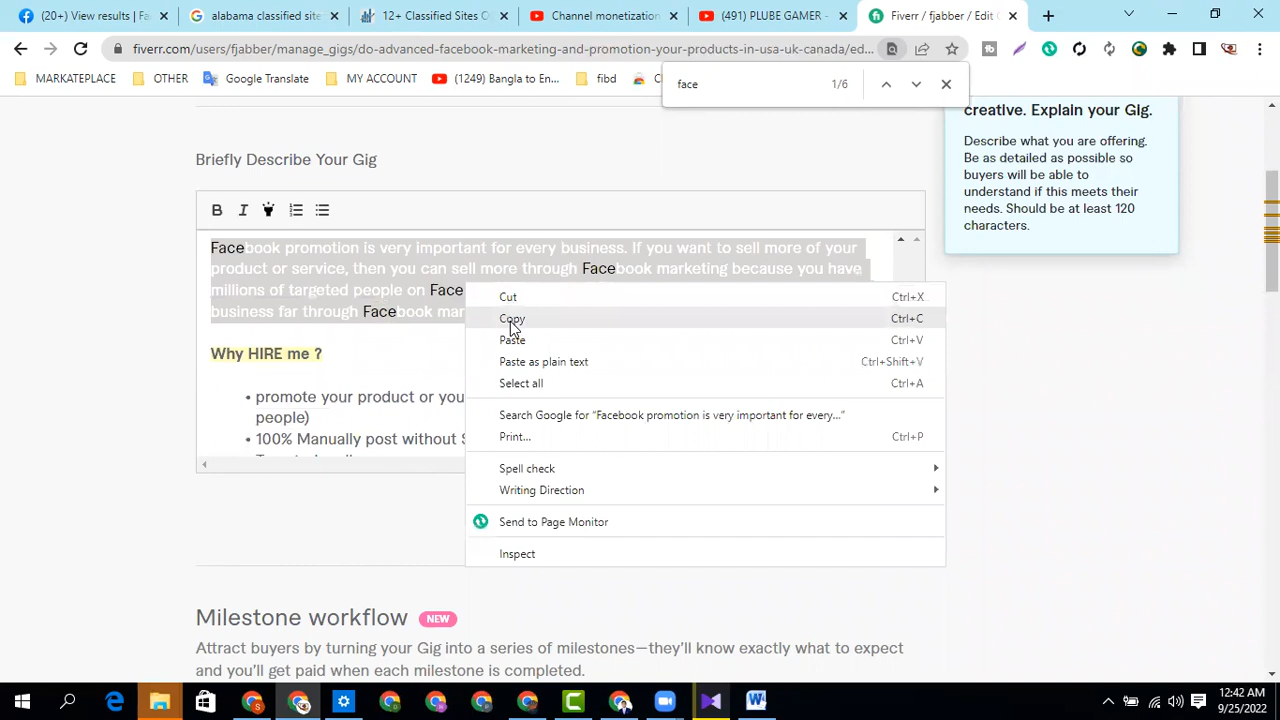 (20+) View results | Fa
alabama classified site
12+ Classified Sites O
Channel monetization
(491) PLUBE GAMER -
Fiverr / fjabber / Edit G
fiverr.com/users/fjabber/manage_gigs/do-advanced-facebook-marketing-and-promotion-your-products-in-usa-uk-canada/ed...
MARKATEPLACE
OTHER
Google Translate
MY ACCOUNT
(1249) Bangla to En...
fibd
face
1/6
creative. Explain your Gig.
Describe what you are offering.
Be as detailed as possible so
buyers will be able to
understand if this meets their
needs. Should be at least 120
characters.
Briefly Describe Your Gig
B I
Facebook promotion is very important for every business. If you want to sell more of your
product or service, then you can sell more through Facebook marketing because you have
millions of targeted people on Face
business far through Facebook mar
Why HIRE me ?
• promote your product or you
people)
• 100% Manually post without S
Cut Ctrl+X
Copy Ctrl+C
Paste Ctrl+V
Paste as plain text Ctrl+Shift+V
Select all Ctrl+A
Search Google for “Facebook promotion is very important for every...”
Print... Ctrl+P
Spell check
Writing Direction
Send to Page Monitor
Inspect
Milestone workflow NEW
Attract buyers by turning your Gig into a series of milestones—they'll know exactly what to expect
and you'll get paid when each milestone is completed.
12:42 AM
9/25/2022